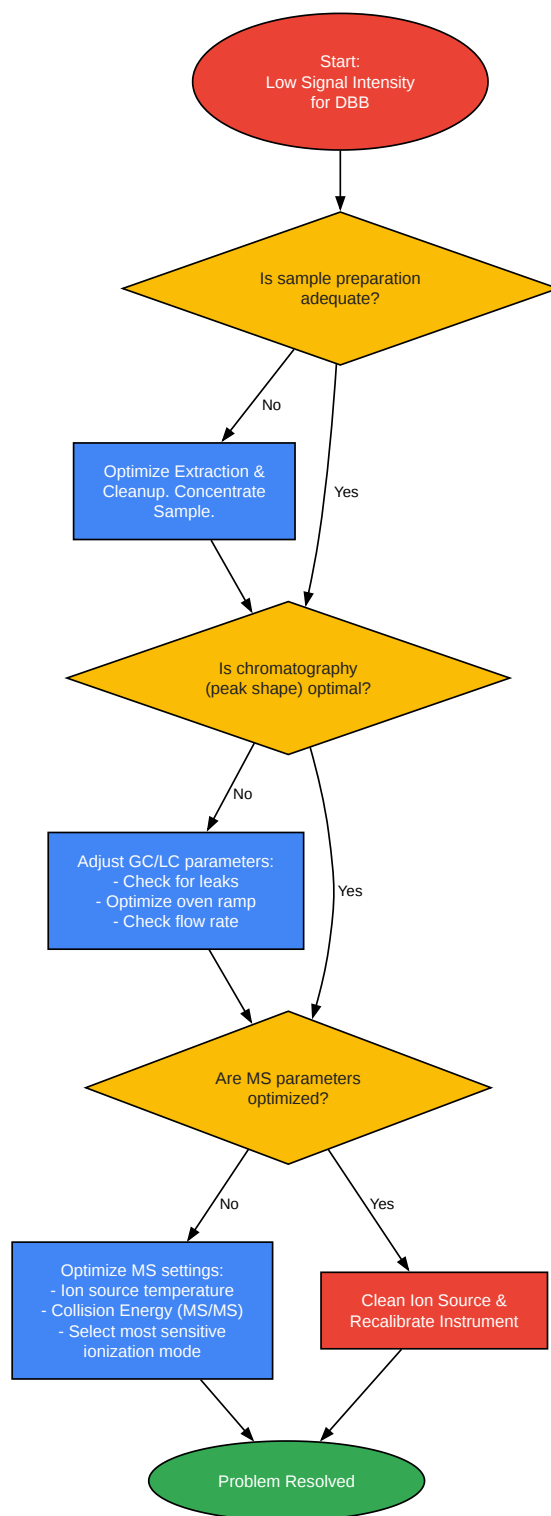 Start:
Low Signal Intensity
for DBB
Is sample preparation
adequate?
No
Optimize Extraction &
Cleanup. Concentrate
Sample.
Yes
Is chromatography
(peak shape) optimal?
No
Adjust GC/LC parameters:
- Check for leaks
- Optimize oven ramp
- Check flow rate
Yes
Are MS parameters
optimized?
No
Yes
Optimize MS settings:
- Ion source temperature
- Collision Energy (MS/MS)
- Select most sensitive
ionization mode
Clean Ion Source &
Recalibrate Instrument
Problem Resolved